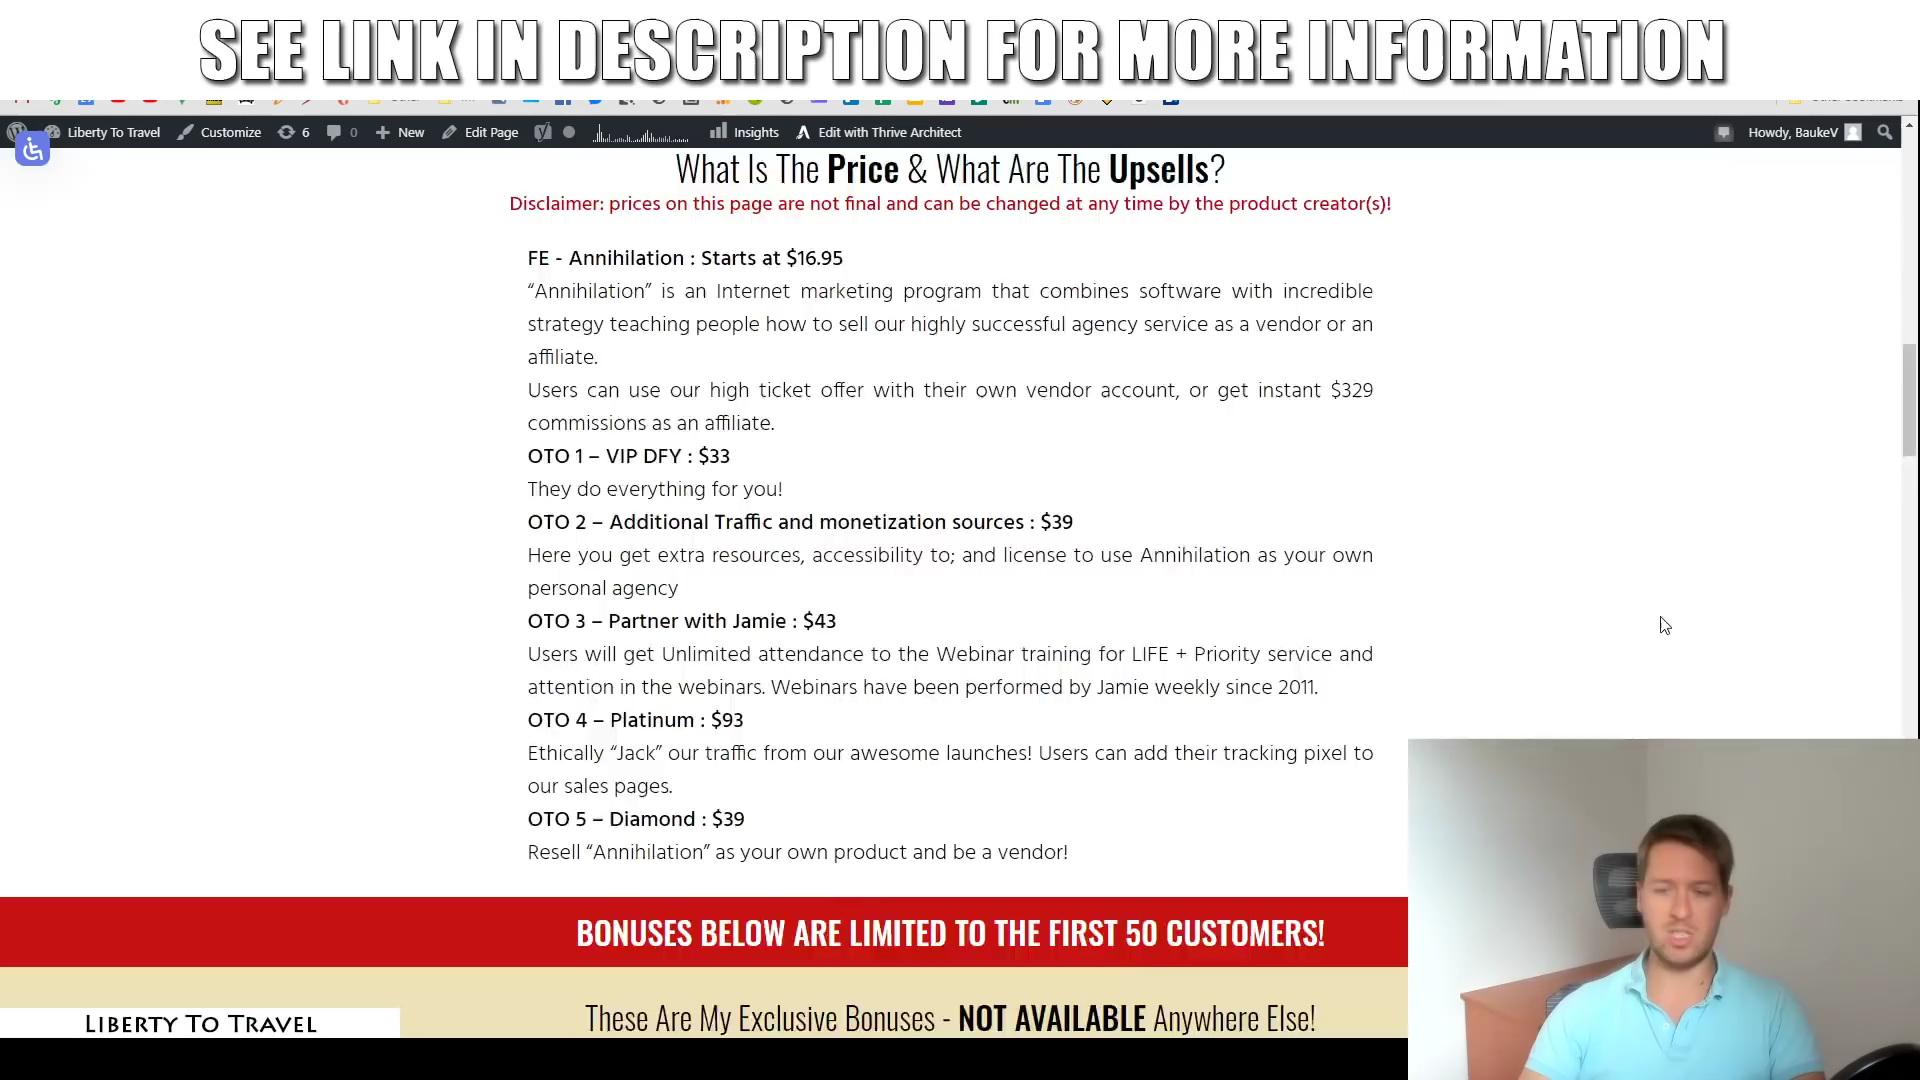 SEE LINK IN DESCRIPTION FOR MORE INFORMATION
Liberty To Travel Customize 6 0 New Edit Page Insights Edit with Thrive Architect Howdy, BaukeV
What Is The Price & What Are The Upsells?
Disclaimer: prices on this page are not final and can be changed at any time by the product creator(s)!
FE - Annihilation : Starts at $16.95
“Annihilation” is an Internet marketing program that combines software with incredible
strategy teaching people how to sell our highly successful agency service as a vendor or an
affiliate.
Users can use our high ticket offer with their own vendor account, or get instant $329
commissions as an affiliate.
OTO 1 – VIP DFY : $33
They do everything for you!
OTO 2 – Additional Traffic and monetization sources : $39
Here you get extra resources, accessibility to; and license to use Annihilation as your own
personal agency
OTO 3 – Partner with Jamie : $43
Users will get Unlimited attendance to the Webinar training for LIFE + Priority service and
attention in the webinars. Webinars have been performed by Jamie weekly since 2011.
OTO 4 – Platinum : $93
Ethically “Jack” our traffic from our awesome launches! Users can add their tracking pixel to
our sales pages.
OTO 5 – Diamond : $39
Resell “Annihilation” as your own product and be a vendor!
BONUSES BELOW ARE LIMITED TO THE FIRST 50 CUSTOMERS!
These Are My Exclusive Bonuses - NOT AVAILABLE Anywhere Else!
LIBERTY TO TRAVEL